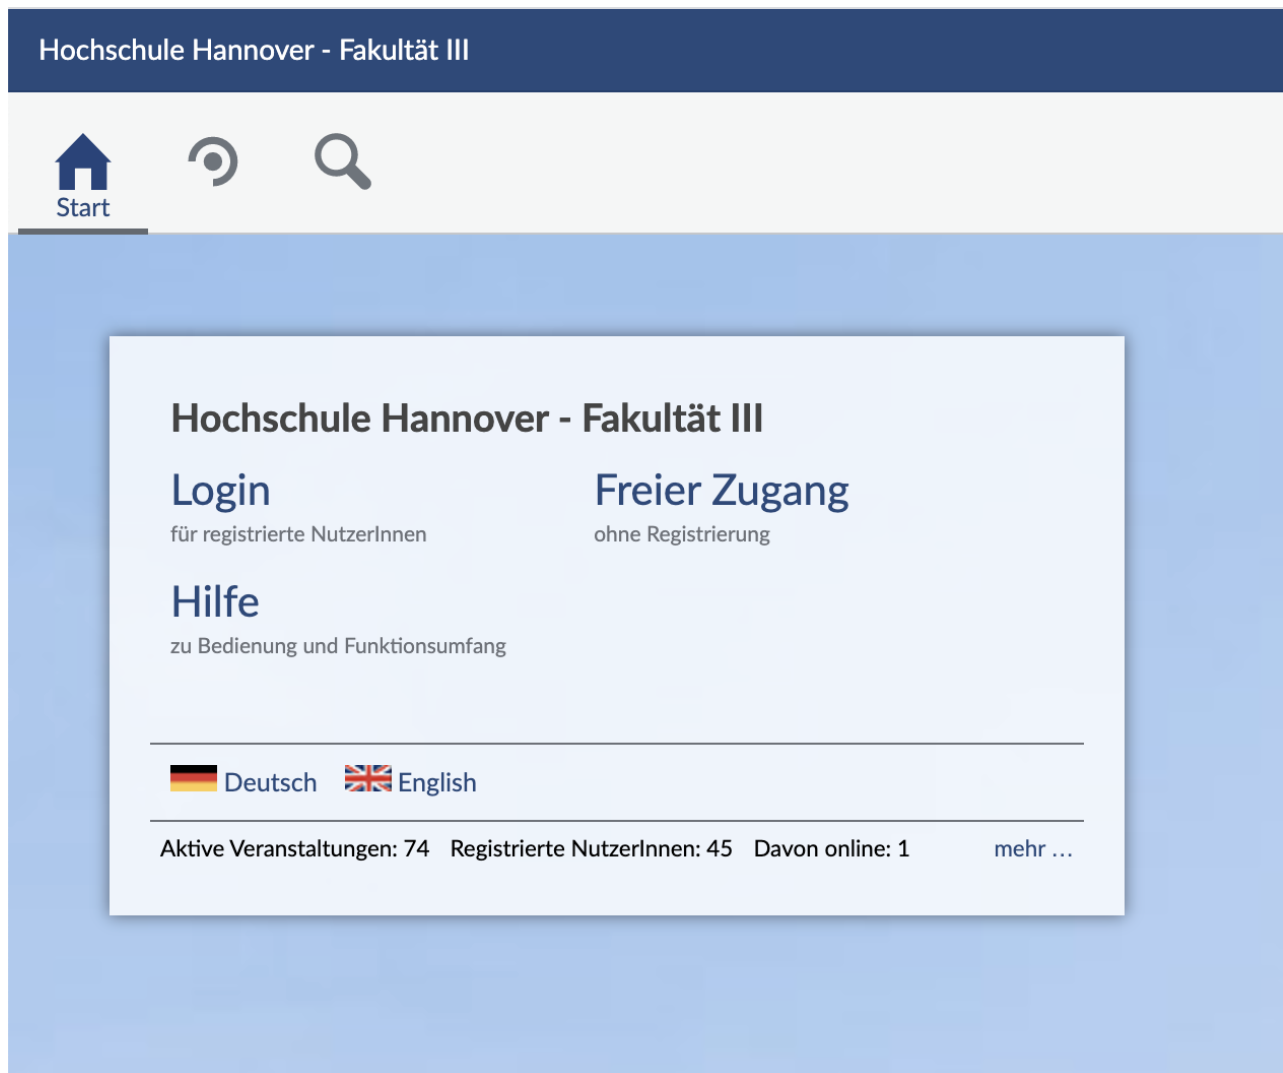 Hochschule Hannover - Fakultät III
Start
Hochschule Hannover - Fakultät III
Login
für registrierte NutzerInnen
Freier Zugang
ohne Registrierung
Hilfe
zu Bedienung und Funktionsumfang
Deutsch English
Aktive Veranstaltungen: 74 Registrierte NutzerInnen: 45 Davon online: 1 mehr …